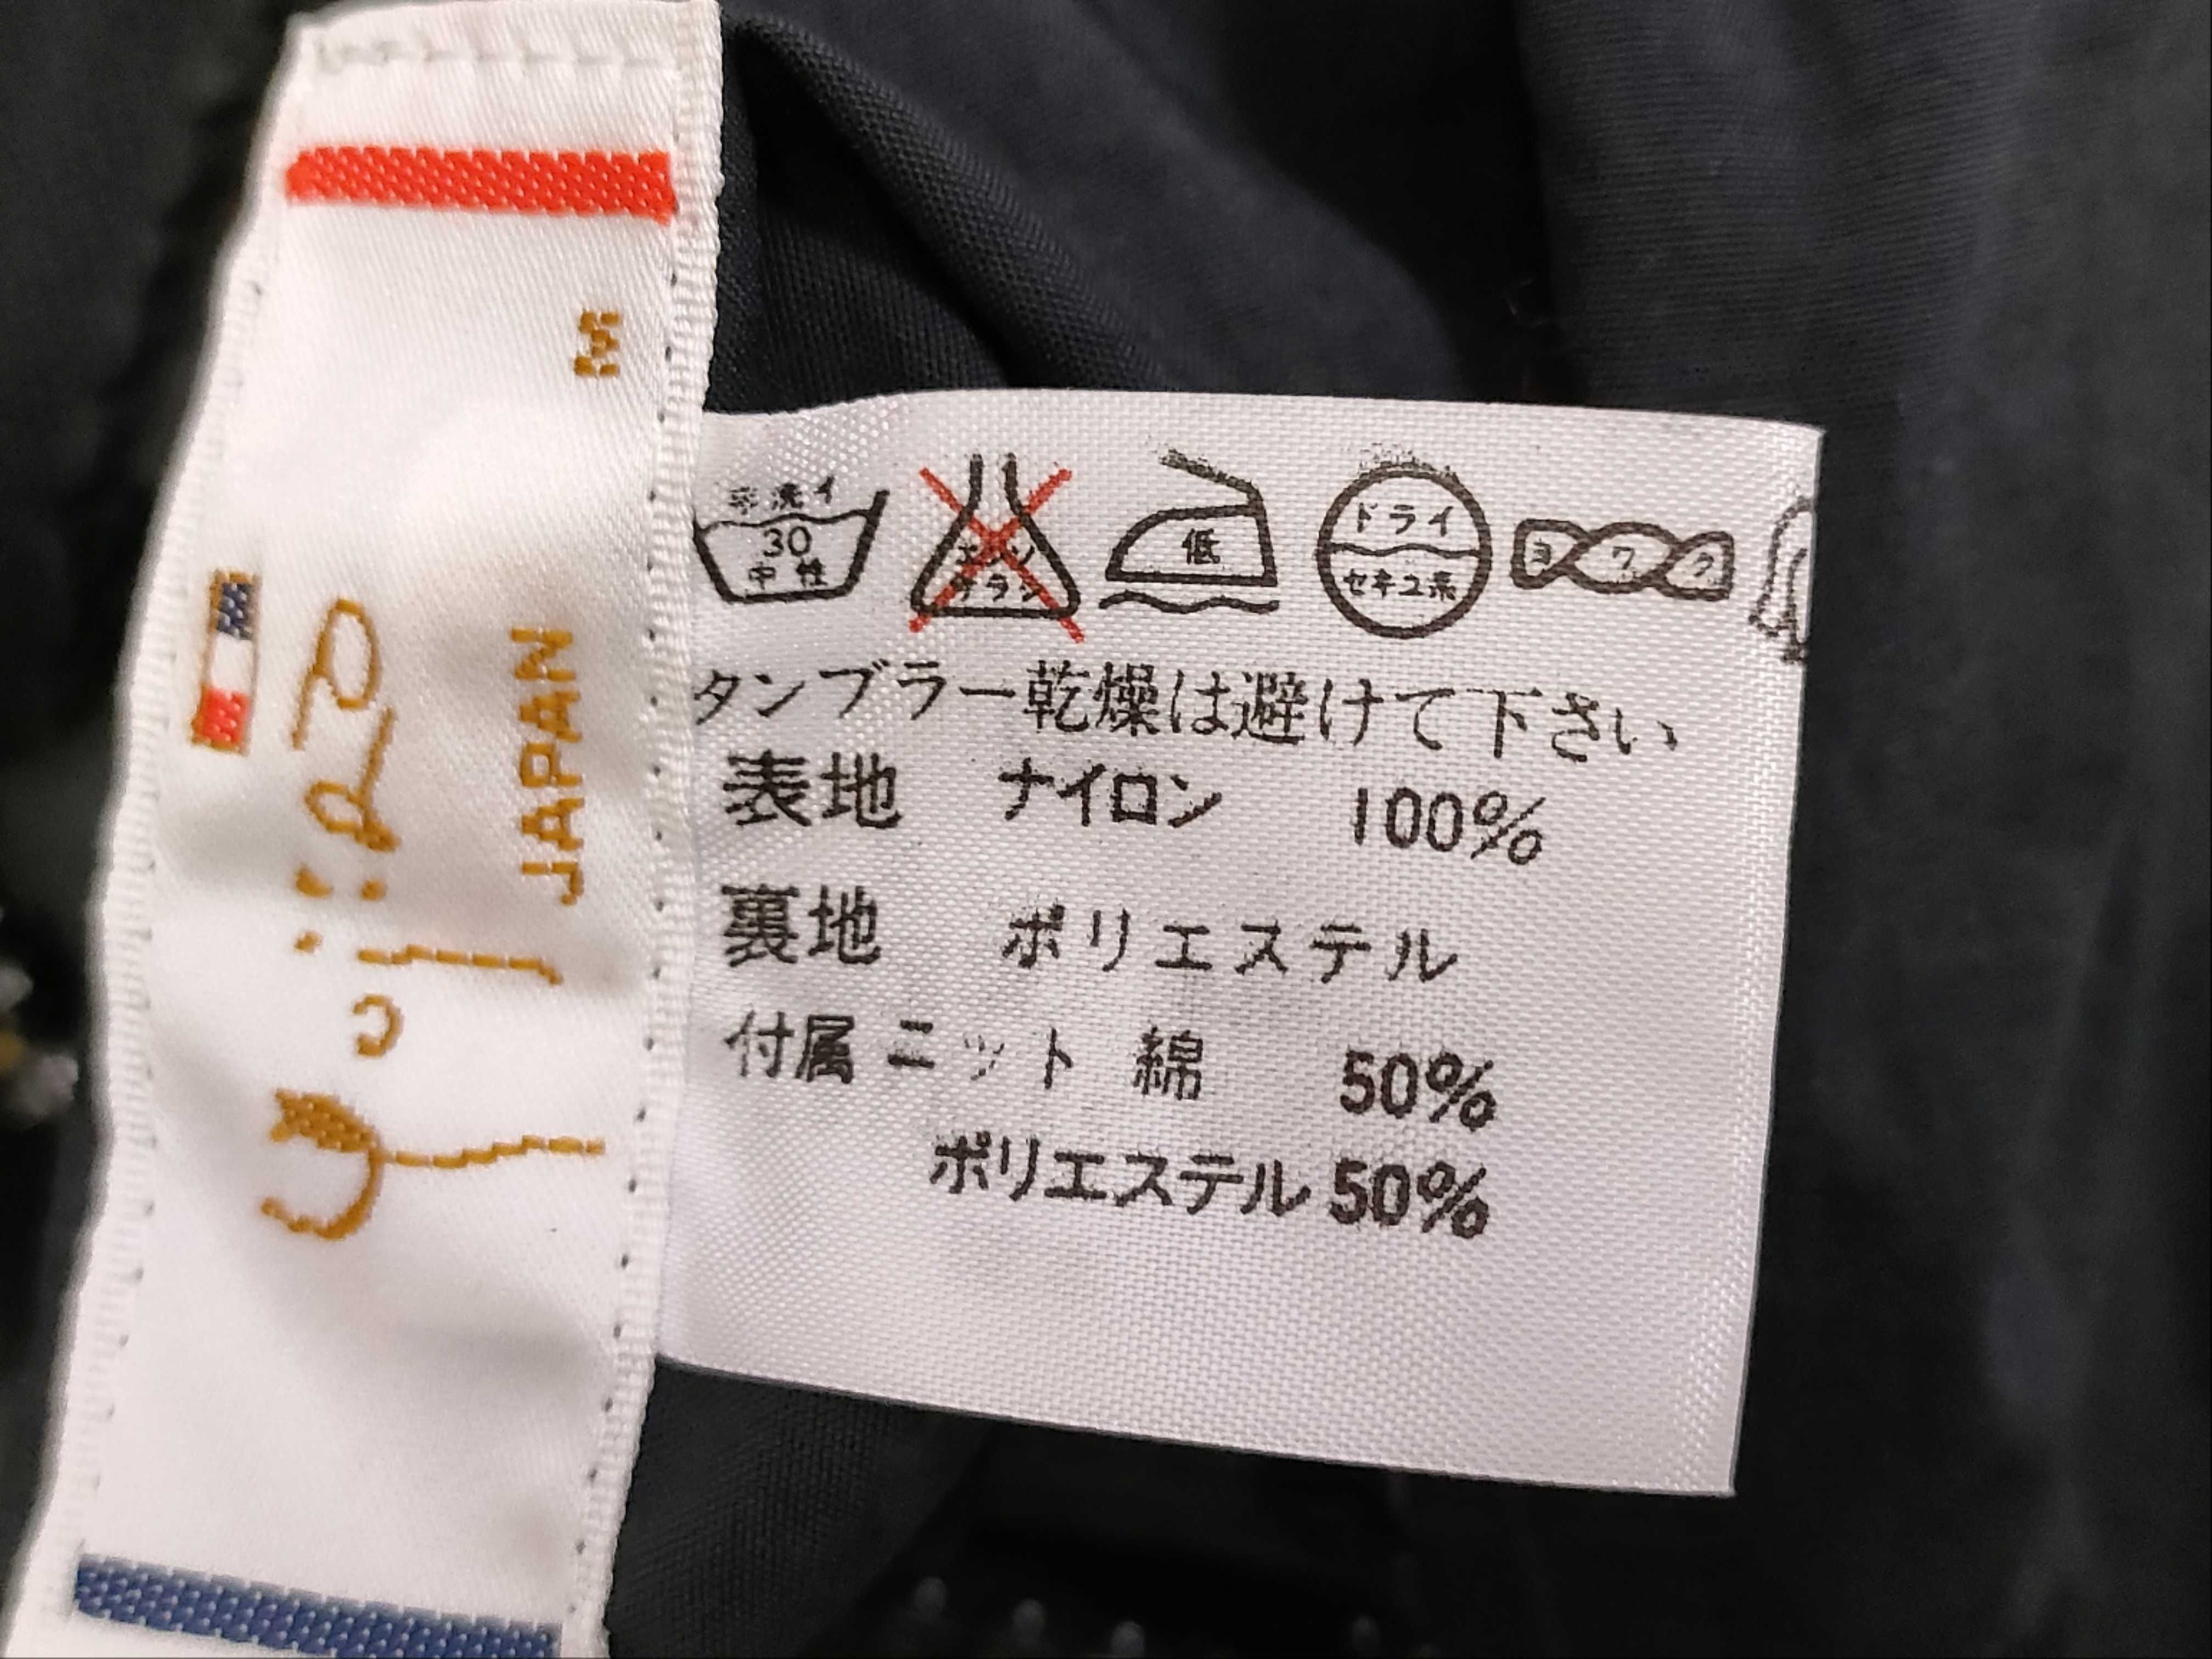 M
JAPAN
手洗イ
30
中性
エンソ
サラシ
低
ドライ
セキユ系
ヨワク
タンブラー乾燥は避けて下さい
表地 ナイロン 100%
裏地 ポリエステル
付属 ニット 綿 50%
ポリエステル 50%